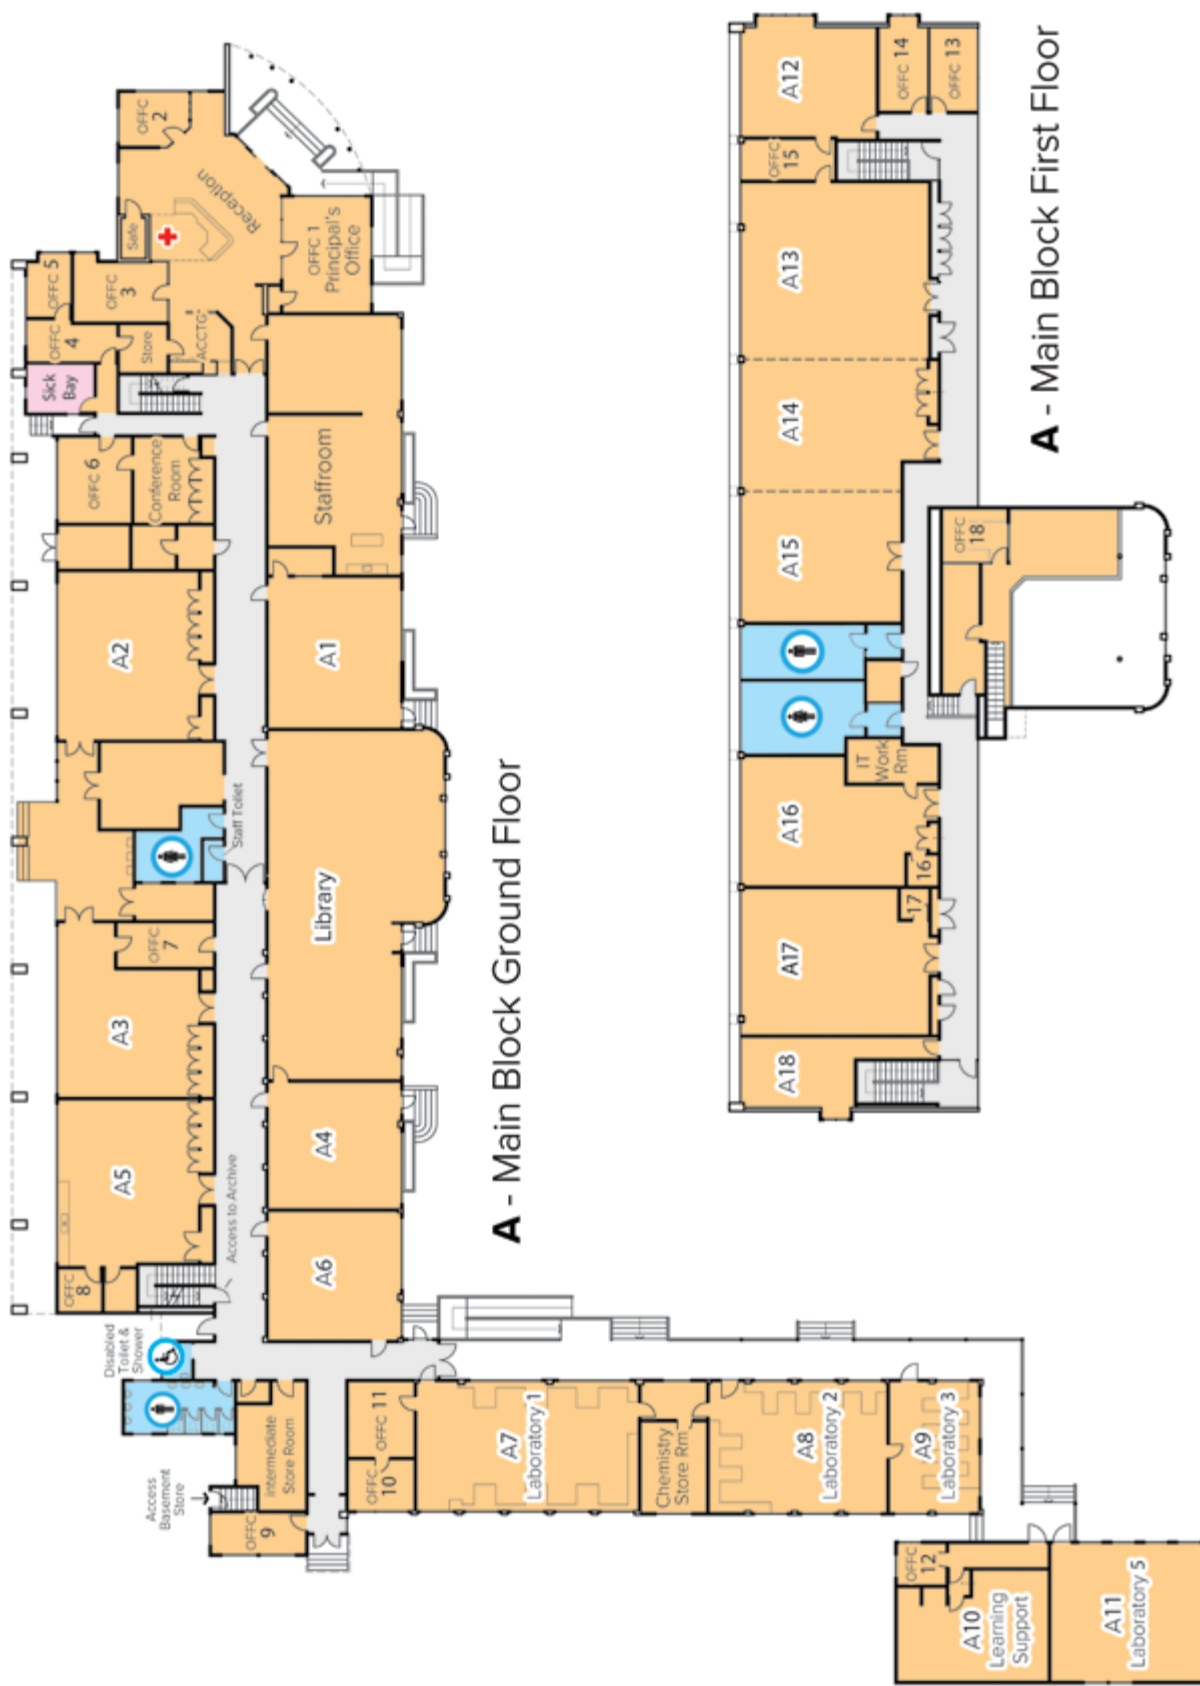 A - Main Block Ground Floor
OFFC
2
Reception
Safe
OFFC 1
Principal's
Office
OFFC 5
OFFC
3
OFFC
4
Store
ACCTG
Sick
Bay
OFFC 6
Conference
Room
Staffroom
A2
A1
Staff Toilet
Library
OFFC
7
A3
A4
A5
Access to Archive
A6
OFFC
8
Disabled
Toilet &
Shower
Intermediate
Store Room
Access
Basement
Store
OFFC
9
OFFC 11
OFFC
10
A7
Laboratory 1
Chemistry
Store Rm
A8
Laboratory 2
A9
Laboratory 3
OFFC
12
A10
Learning
Support
A11
Laboratory 5
A - Main Block First Floor
A12
OFFC 14
OFFC 13
OFFC
15
A13
A14
A15
OFFC
18
IT
Work
Rm
A16
16
17
A17
A18